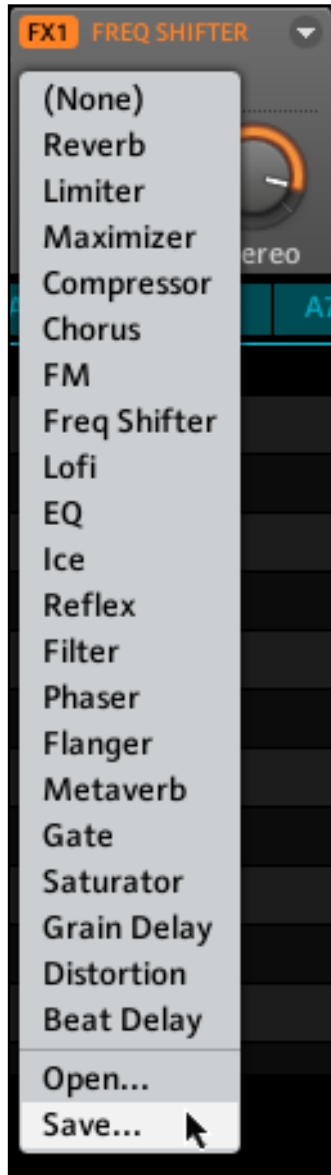 FX1 FREQ SHIFTER
(None)
Reverb
Limiter
Maximizer
Compressor
Chorus
FM
Freq Shifter
Lofi
EQ
Ice
Reflex
Filter
Phaser
Flanger
Metaverb
Gate
Saturator
Grain Delay
Distortion
Beat Delay
Open...
Save...